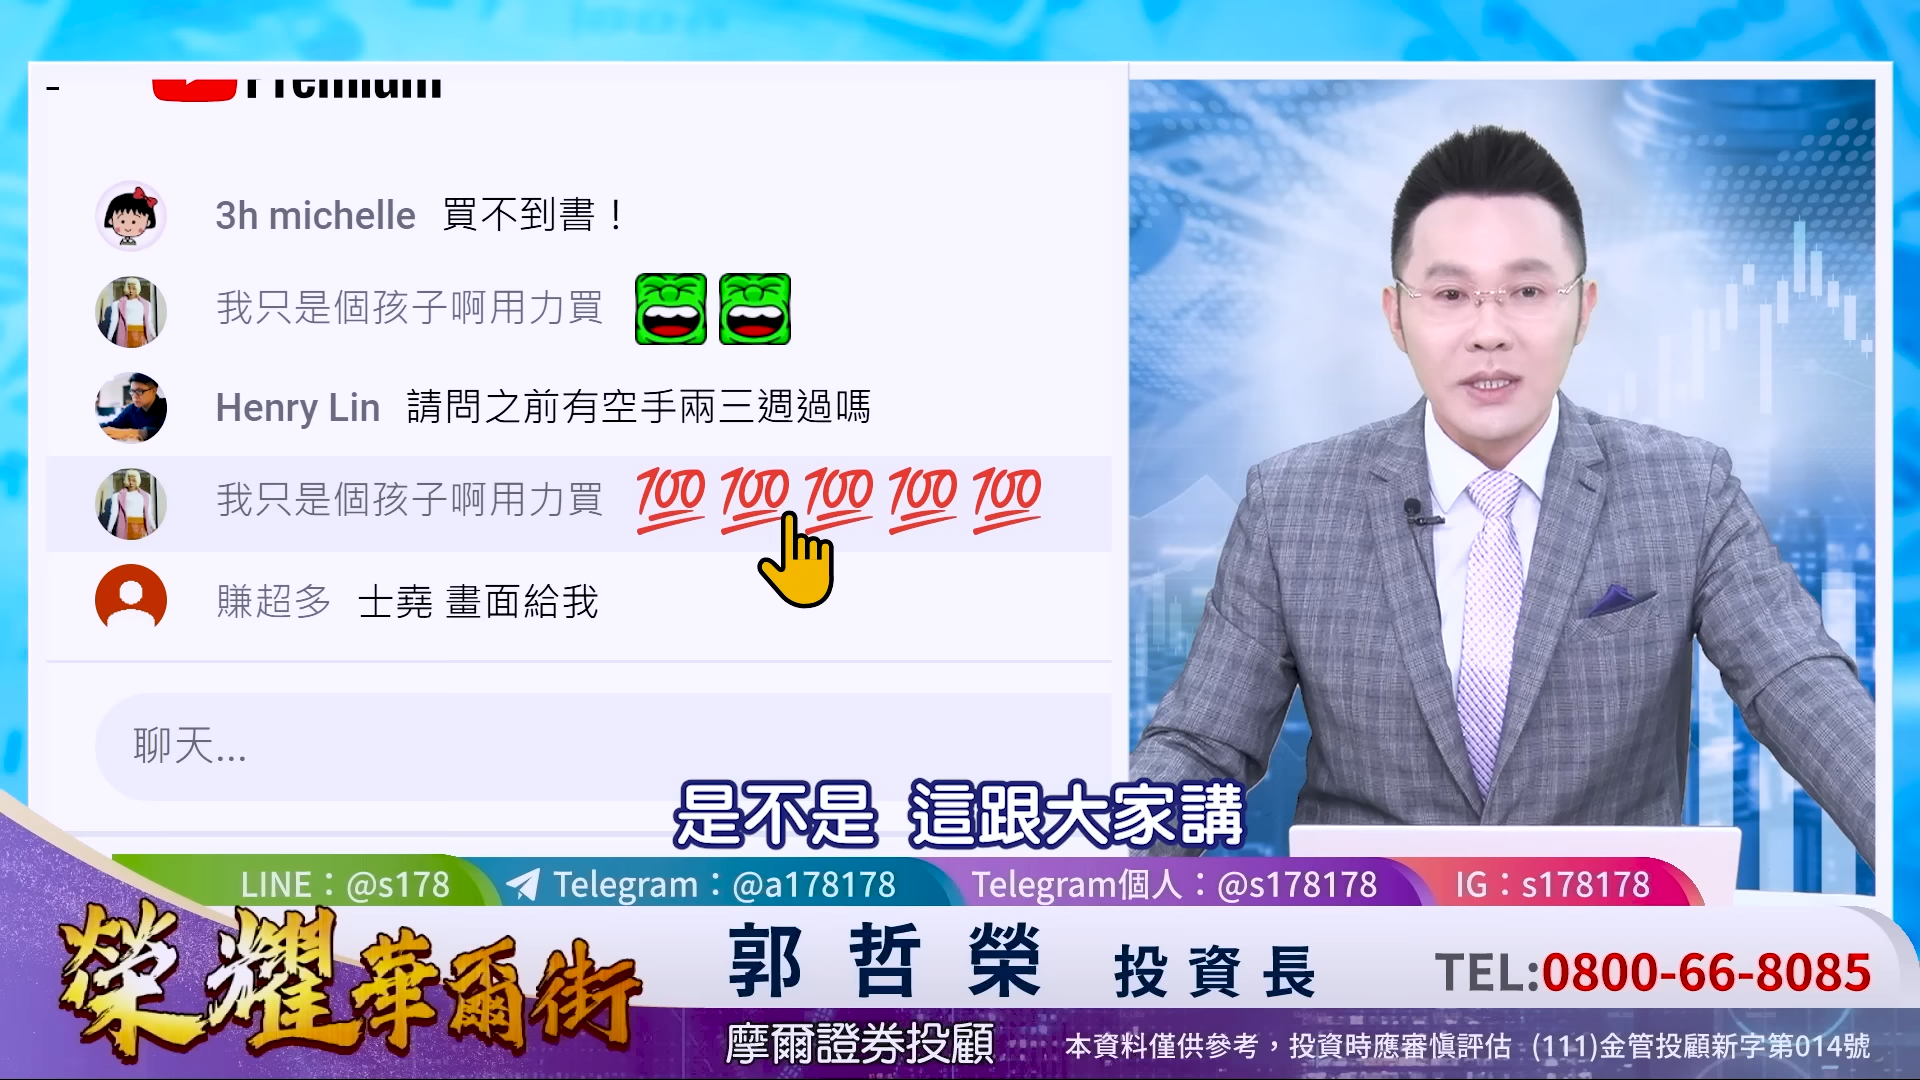 Premium
3h michelle 買不到書！
我只是個孩子啊用力買
Henry Lin 請問之前有空手兩三週過嗎
我只是個孩子啊用力買 💯💯💯💯💯
賺超多 士堯 畫面給我
聊天...
是不是 這跟大家講
LINE：@s178 Telegram：@a178178 Telegram個人：@s178178 IG：s178178
榮耀華爾街
郭哲榮 投資長
TEL:0800-66-8085
摩爾證券投顧
本資料僅供參考，投資時應審慎評估 (111)金管投顧新字第014號